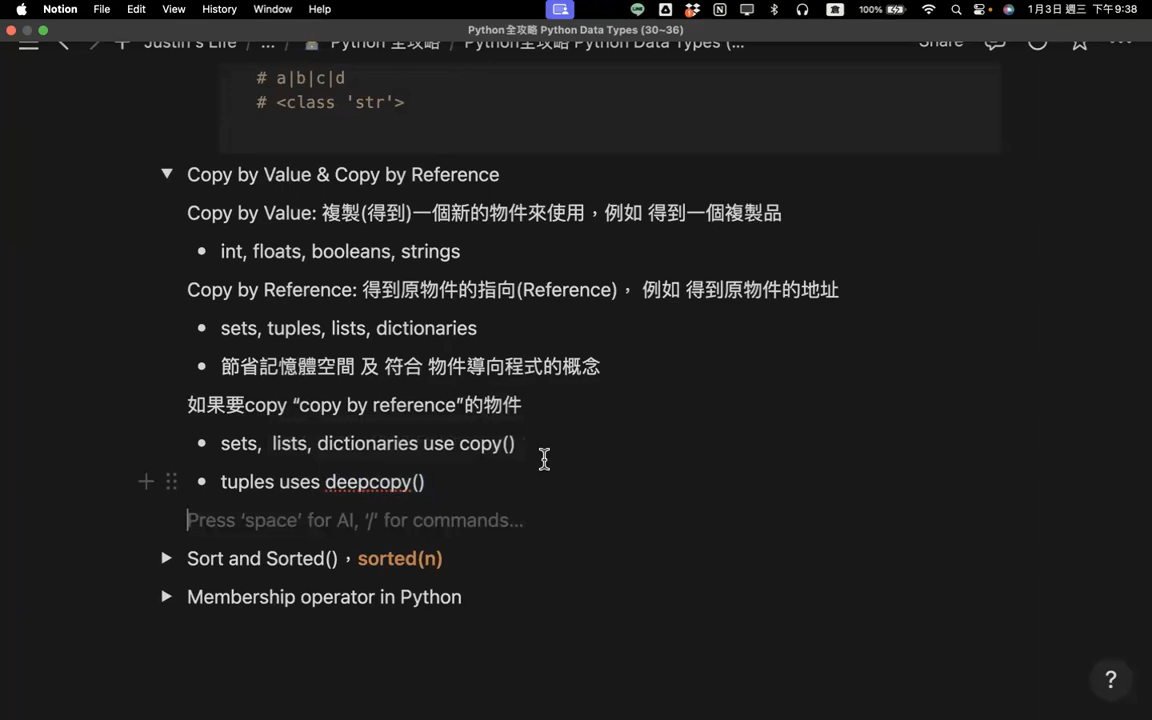 Notion File Edit View History Window Help 100% 1月3日 週三 下午9:38
Python全攻略 Python Data Types (30~36)
Justin's Life / ... / Python 全攻略 / Python全攻略 Python Data Types (... Share
# a|b|c|d
# <class 'str'>
Copy by Value & Copy by Reference
Copy by Value: 複製(得到)一個新的物件來使用，例如 得到一個複製品
int, floats, booleans, strings
Copy by Reference: 得到原物件的指向(Reference)， 例如 得到原物件的地址
sets, tuples, lists, dictionaries
節省記憶體空間 及 符合 物件導向程式的概念
如果要copy “copy by reference”的物件
sets, lists, dictionaries use copy()
tuples uses deepcopy()
Press ‘space’ for AI, ‘/’ for commands...
Sort and Sorted()，sorted(n)
Membership operator in Python
?